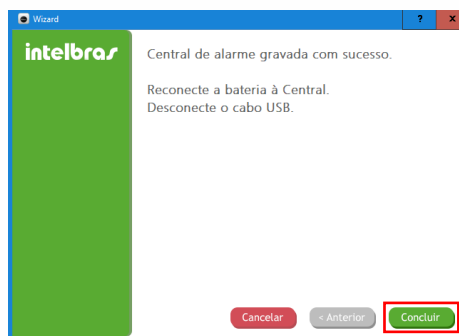 Wizard
? x
intelbras
Central de alarme gravada com sucesso.
Reconecte a bateria à Central.
Desconecte o cabo USB.
Cancelar < Anterior Concluir